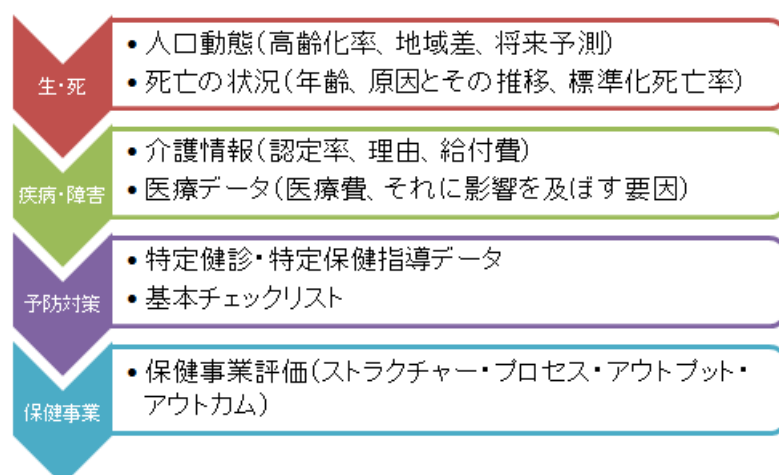 生・死
• 人口動態(高齢化率、地域差、将来予測)
• 死亡の状況(年齢、原因とその推移、標準化死亡率)
疾病・障害
• 介護情報(認定率、理由、給付費)
• 医療データ(医療費、それに影響を及ぼす要因)
予防対策
• 特定健診・特定保健指導データ
• 基本チェックリスト
保健事業
• 保健事業評価(ストラクチャー・プロセス・アウトプット・
アウトカム)